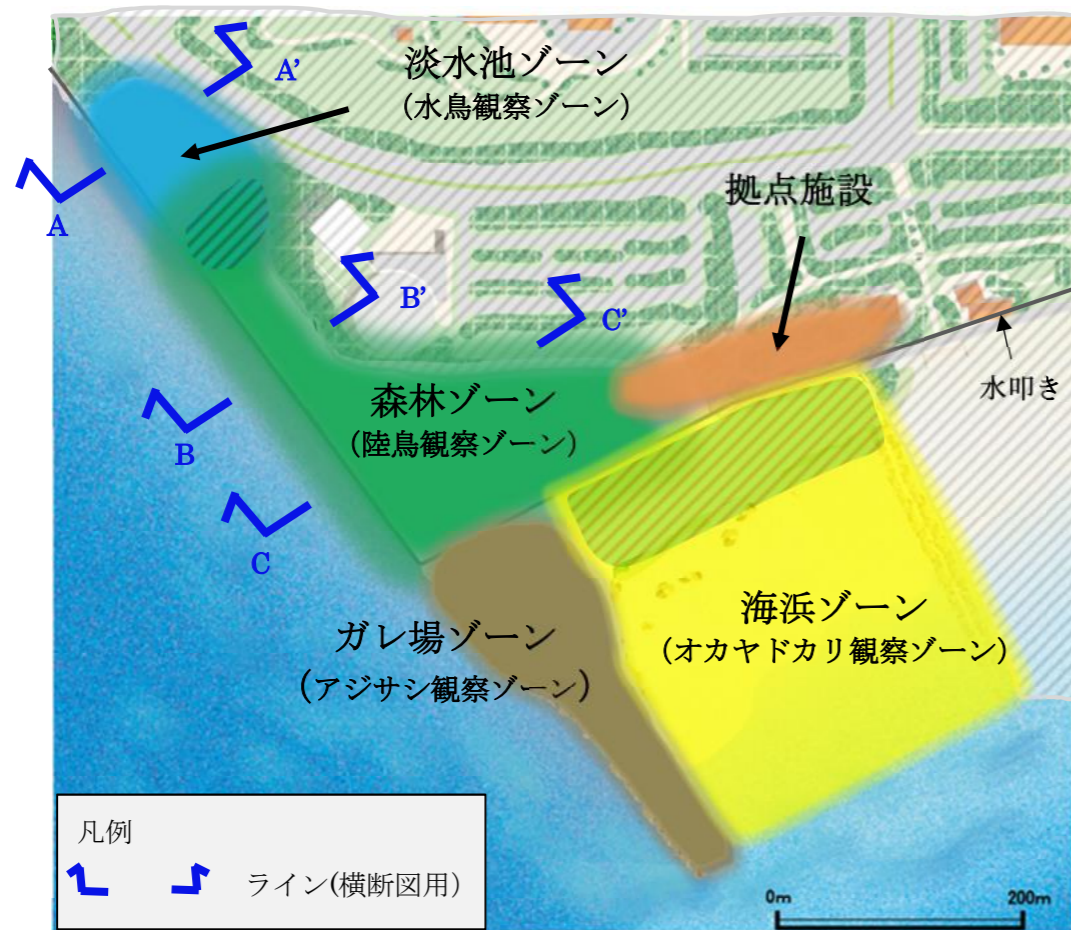 淡水池ゾーン
(水鳥観察ゾーン)
A'
A
拠点施設
B'
C'
水叩き
森林ゾーン
(陸鳥観察ゾーン)
B
C
海浜ゾーン
(オカヤドカリ観察ゾーン)
ガレ場ゾーン
(アジサシ観察ゾーン)
凡例
ライン(横断図用)
0m
200m